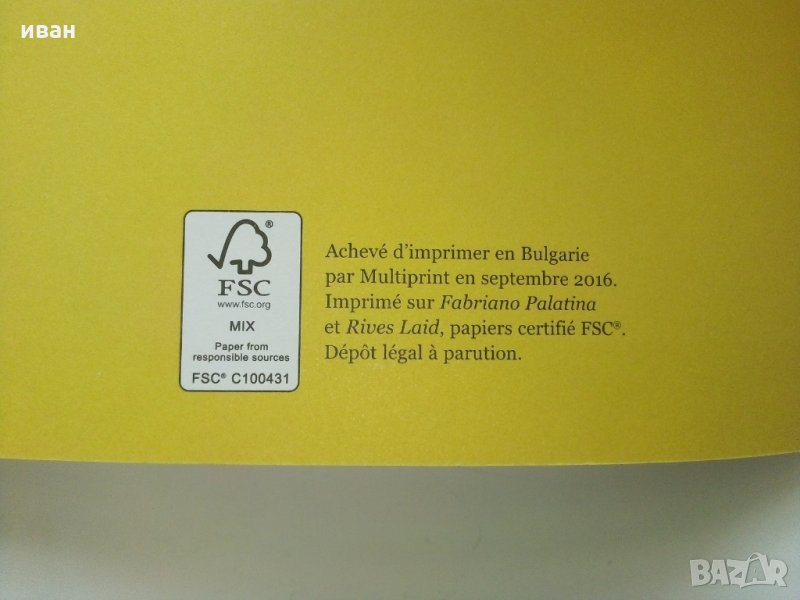 иван
FSC®
www.fsc.org
MIX
Paper from
responsible sources
FSC® C100431
Achevé d’imprimer en Bulgarie
par Multiprint en septembre 2016.
Imprimé sur Fabriano Palatina
et Rives Laid, papiers certifié FSC®.
Dépôt légal à parution.
BAZAR